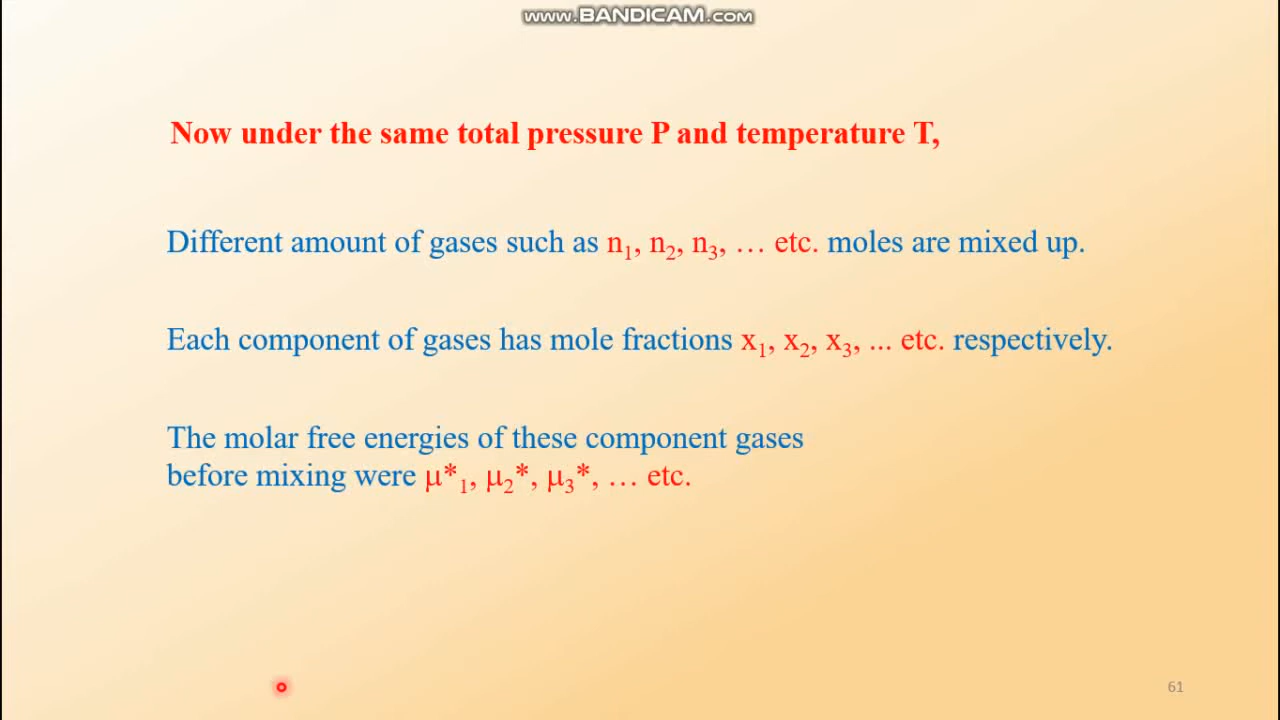 www.BANDICAM.com
Now under the same total pressure P and temperature T,
Different amount of gases such as n₁, n₂, n₃, … etc. moles are mixed up.
Each component of gases has mole fractions x₁, x₂, x₃, ... etc. respectively.
The molar free energies of these component gases
before mixing were μ*₁, μ₂*, μ₃*, … etc.
61